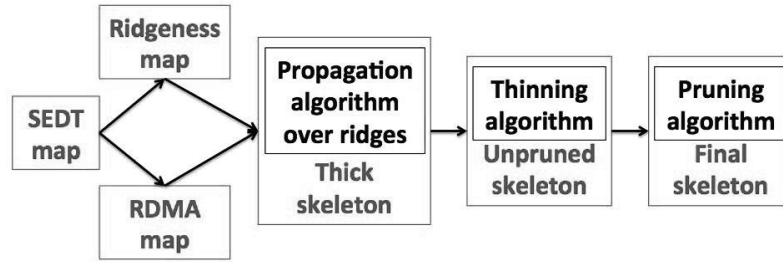 Ridgeness
map
SEDT
map
RDMA
map
Propagation
algorithm
over ridges
Thick
skeleton
Thinning
algorithm
Unpruned
skeleton
Pruning
algorithm
Final
skeleton